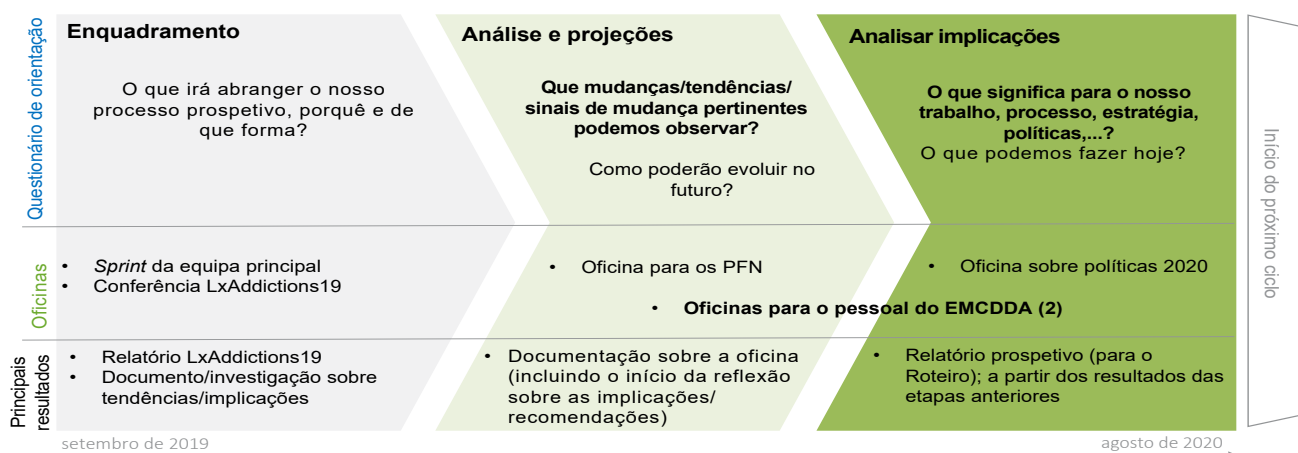 Questionário de orientação
Enquadramento
O que irá abranger o nosso
processo prospetivo, porquê e de
que forma?
Análise e projeções
Que mudanças/tendências/
sinais de mudança pertinentes
podemos observar?
Como poderão evoluir no
futuro?
Analisar implicações
O que significa para o nosso
trabalho, processo, estratégia,
políticas,...?
O que podemos fazer hoje?
Início do próximo ciclo
Oficinas
• Sprint da equipa principal
• Conferência LxAddictions19
• Oficina para os PFN
• Oficina sobre políticas 2020
• Oficinas para o pessoal do EMCDDA (2)
Principais
resultados
• Relatório LxAddictions19
• Documento/investigação sobre
tendências/implicações
• Documentação sobre a oficina
(incluindo o início da reflexão
sobre as implicações/
recomendações)
• Relatório prospetivo (para o
Roteiro); a partir dos resultados das
etapas anteriores
setembro de 2019
agosto de 2020